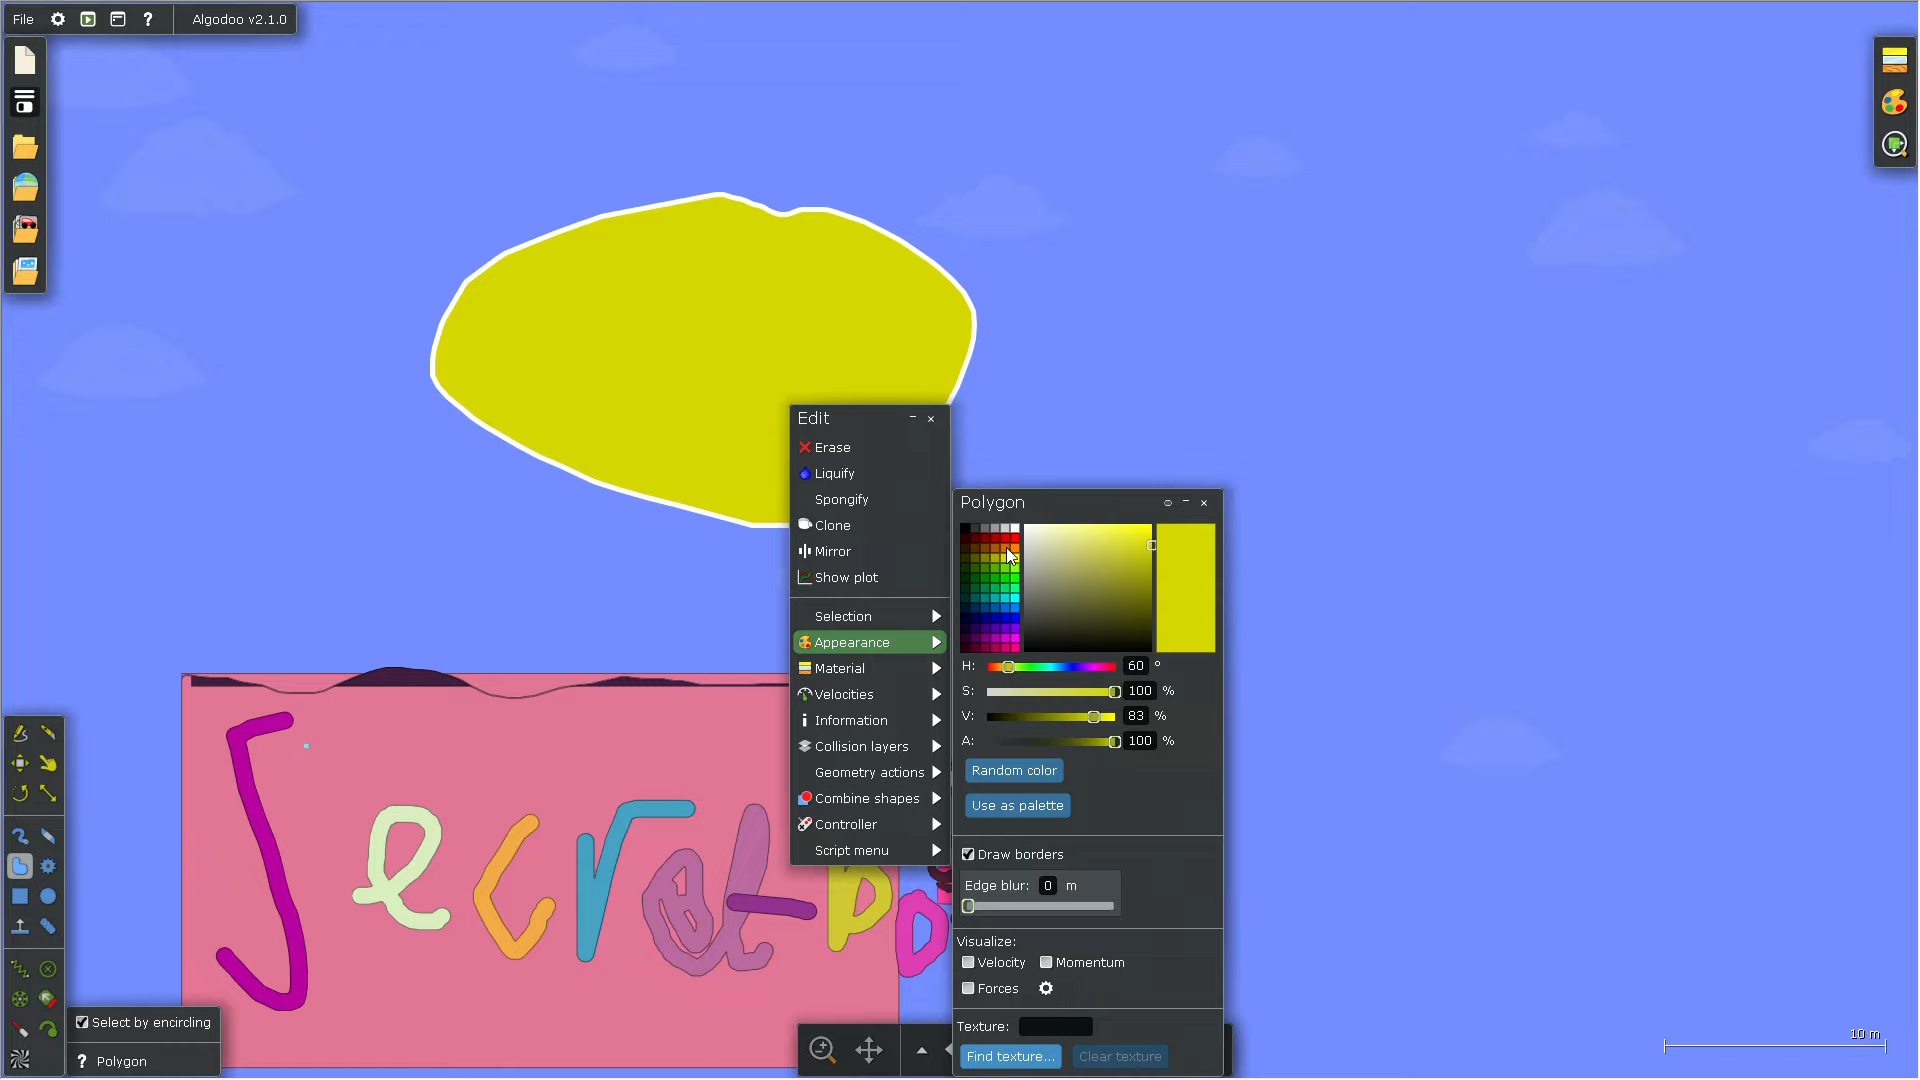 File ? Algodoo v2.1.0
Edit
Erase
Liquify
Spongify
Clone
Mirror
Show plot
Selection
Appearance
Material
Velocities
Information
Collision layers
Geometry actions
Combine shapes
Controller
Script menu
Polygon
H: 60 °
S: 100 %
V: 83 %
A: 100 %
Random color
Use as palette
Draw borders
Edge blur: 0 m
Visualize:
Velocity Momentum
Forces
Texture:
Find texture... Clear texture
Secret
Select by encircling
? Polygon
10 m